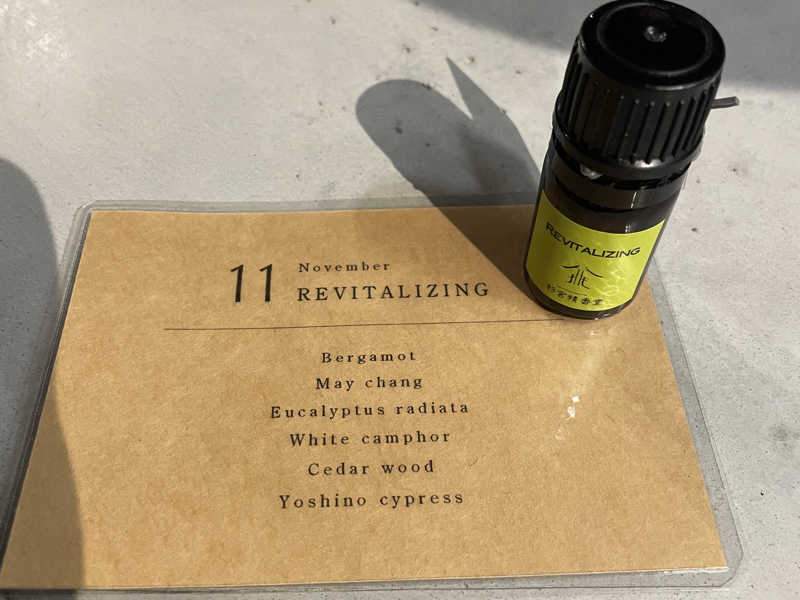 11
November
REVITALIZING
Bergamot
May chang
Eucalyptus radiata
White camphor
Cedar wood
Yoshino cypress
REVITALIZING